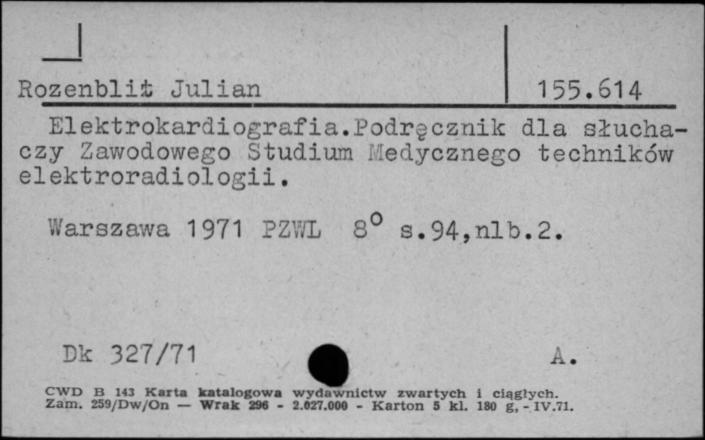 Rozenblit Julian 155.614
Elektrokardiografia.Podręcznik dla słucha-
czy Zawodowego Studium Medycznego techników
elektroradiologii.
Warszawa 1971 PZWL 8° s.94,nlb.2.
Dk 327/71 A.
CWD B 143 Karta katalogowa wydawnictw zwartych i ciągłych.
Zam. 259/Dw/On — Wrak 296 - 2.027.000 - Karton 5 kl. 180 g, - IV.71.